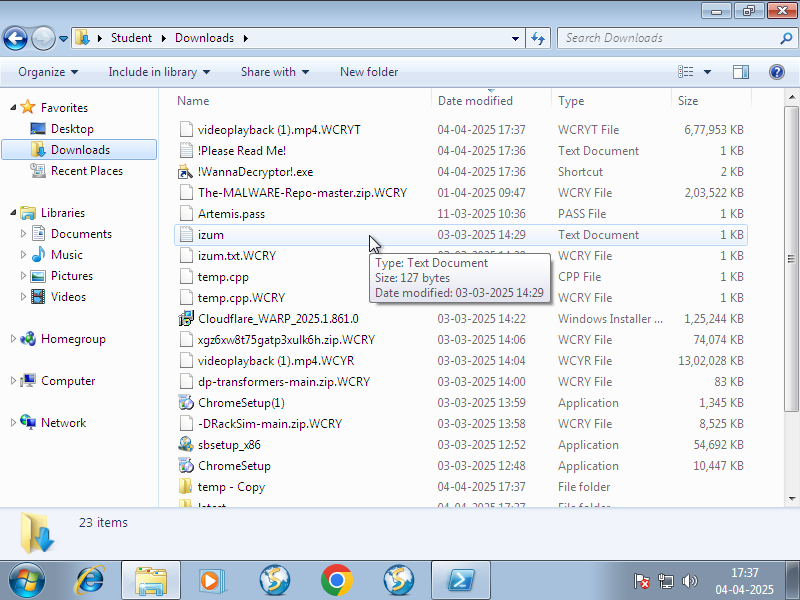 Student Downloads
Search Downloads
Organize Include in library Share with New folder
Favorites
Desktop
Downloads
Recent Places
Libraries
Documents
Music
Pictures
Videos
Homegroup
Computer
Network
Name Date modified Type Size
videoplayback (1).mp4.WCRYT 04-04-2025 17:37 WCRYT File 6,77,953 KB
!Please Read Me! 04-04-2025 17:36 Text Document 1 KB
!WannaDecryptor!.exe 04-04-2025 17:36 Shortcut 2 KB
The-MALWARE-Repo-master.zip.WCRY 01-04-2025 09:47 WCRY File 2,03,522 KB
Artemis.pass 11-03-2025 10:36 PASS File 1 KB
izum 03-03-2025 14:29 Text Document 1 KB
izum.txt.WCRY WCRY File 1 KB
temp.cpp CPP File 1 KB
temp.cpp.WCRY WCRY File 1 KB
Type: Text Document
Size: 127 bytes
Date modified: 03-03-2025 14:29
Cloudflare_WARP_2025.1.861.0 03-03-2025 14:22 Windows Installer ... 1,25,244 KB
xgz6xw8t75gatp3xulk6h.zip.WCRY 03-03-2025 14:06 WCRY File 74,074 KB
videoplayback (1).mp4.WCYR 03-03-2025 14:04 WCYR File 13,02,028 KB
dp-transformers-main.zip.WCRY 03-03-2025 14:00 WCRY File 83 KB
ChromeSetup(1) 03-03-2025 13:59 Application 1,345 KB
-DRackSim-main.zip.WCRY 03-03-2025 13:58 WCRY File 8,525 KB
sbsetup_x86 03-03-2025 12:52 Application 54,692 KB
ChromeSetup 03-03-2025 12:48 Application 10,447 KB
temp - Copy 04-04-2025 17:37 File folder
04-04-2025 17:37 File folder
23 items
17:37
04-04-2025